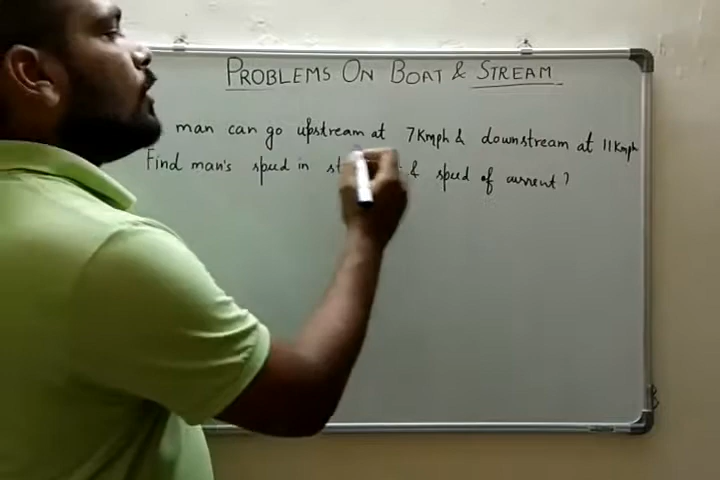 PROBLEMS ON BOAT & STREAM
man can go upstream at 7Kmph & downstream at 11Kmph
Find man's speed in & speed of current?